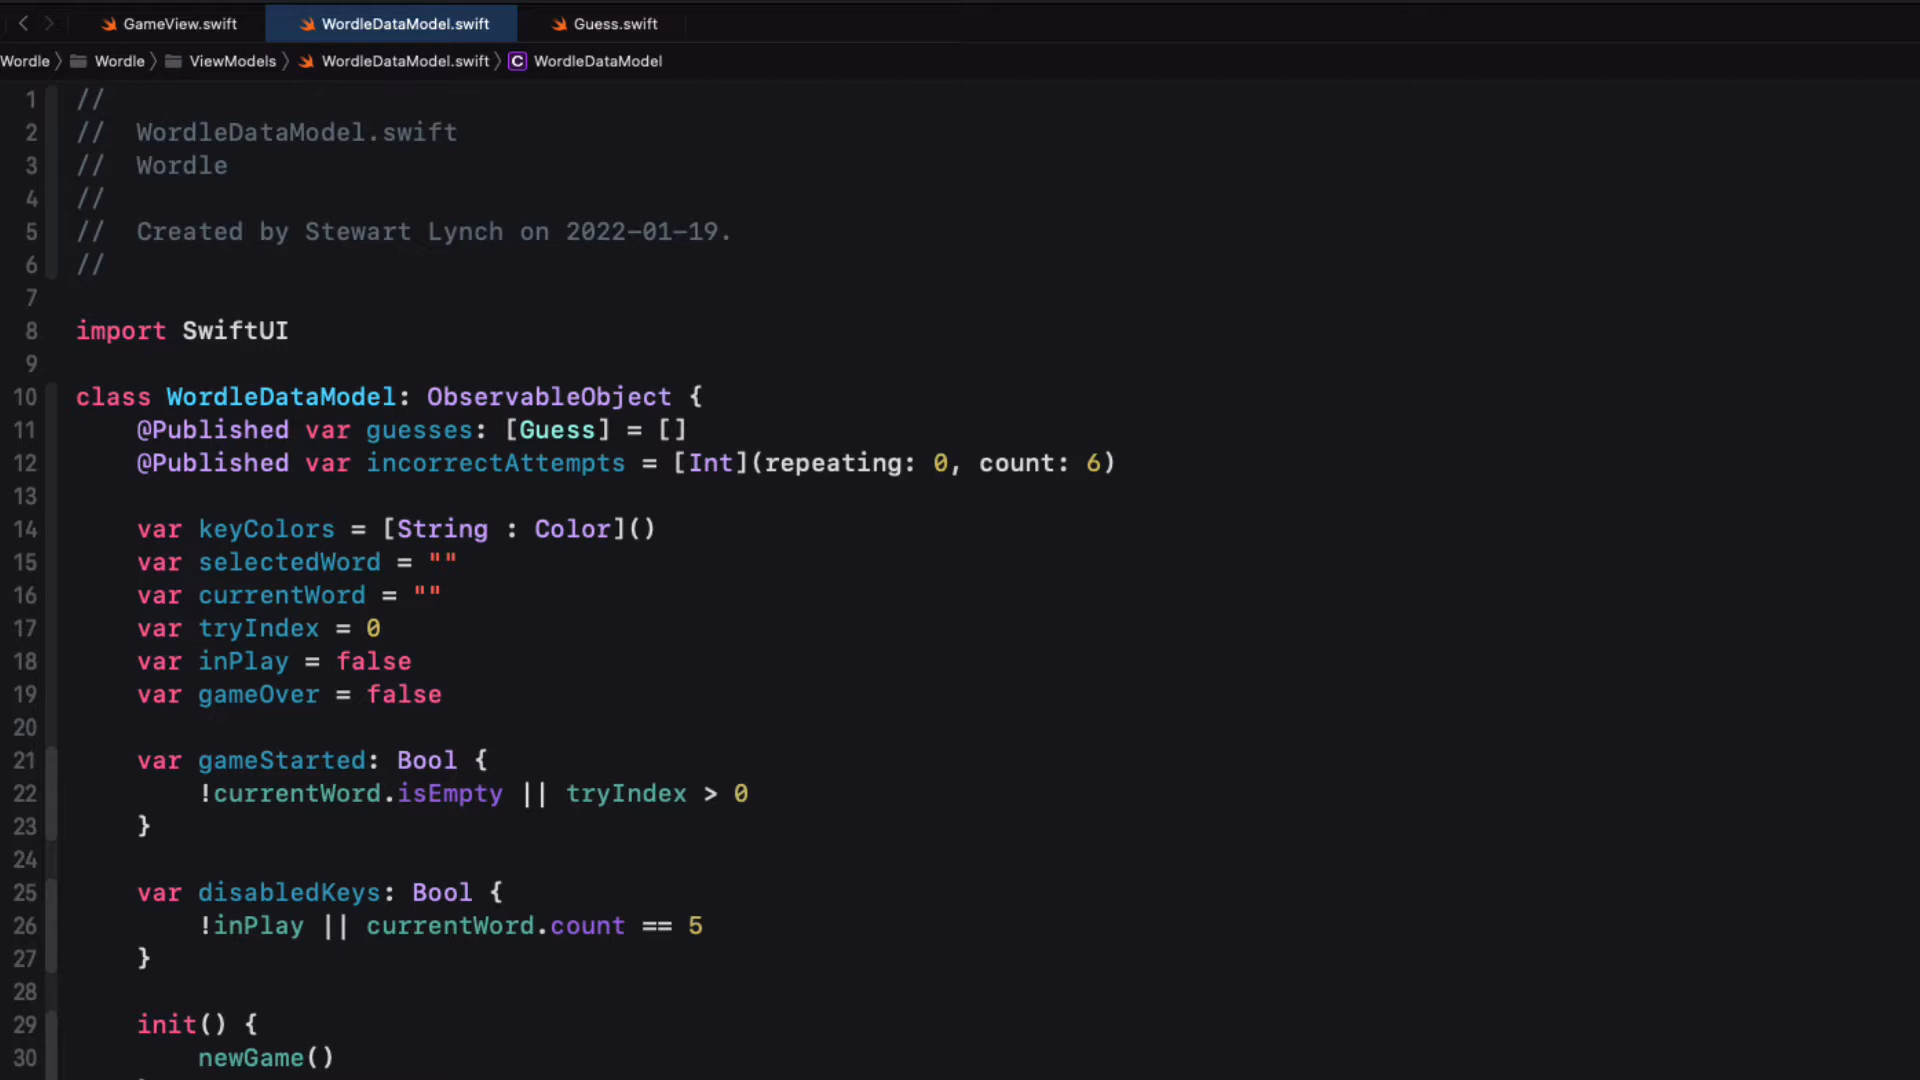 GameView.swift WordleDataModel.swift Guess.swift
Wordle Wordle ViewModels WordleDataModel.swift C WordleDataModel
1 //
2 //  WordleDataModel.swift
3 //  Wordle
4 //
5 //  Created by Stewart Lynch on 2022-01-19.
6 //
7
8 import SwiftUI
9
10 class WordleDataModel: ObservableObject {
11     @Published var guesses: [Guess] = []
12     @Published var incorrectAttempts = [Int](repeating: 0, count: 6)
13
14     var keyColors = [String : Color]()
15     var selectedWord = ""
16     var currentWord = ""
17     var tryIndex = 0
18     var inPlay = false
19     var gameOver = false
20
21     var gameStarted: Bool {
22         !currentWord.isEmpty || tryIndex > 0
23     }
24
25     var disabledKeys: Bool {
26         !inPlay || currentWord.count == 5
27     }
28
29     init() {
30         newGame()